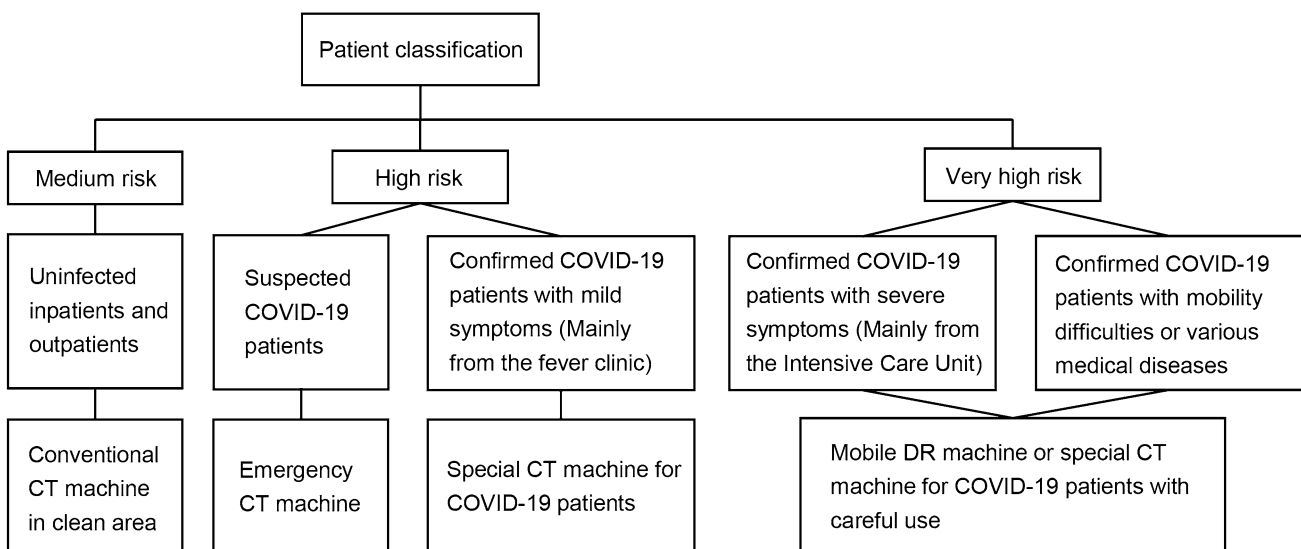 Patient classification
Medium risk
High risk
Very high risk
Uninfected
inpatients and
outpatients
Suspected
COVID-19
patients
Confirmed COVID-19
patients with mild
symptoms (Mainly
from the fever clinic)
Confirmed COVID-19
patients with severe
symptoms (Mainly from
the Intensive Care Unit)
Confirmed COVID-19
patients with mobility
difficulties or various
medical diseases
Conventional
CT machine
in clean area
Emergency
CT machine
Special CT machine for
COVID-19 patients
Mobile DR machine or special CT
machine for COVID-19 patients with
careful use